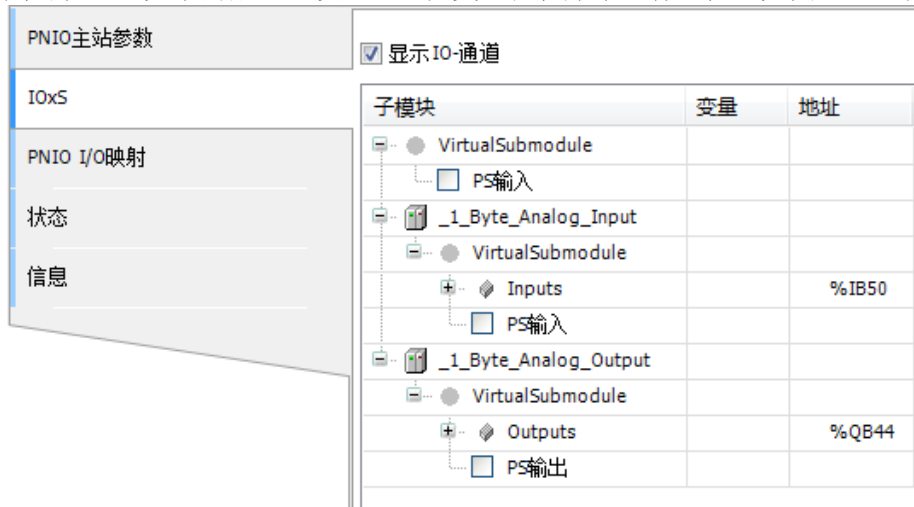 PNIO主站参数
IOxS
PNIO I/O映射
状态
信息
显示IO-通道
子模块 变量 地址
VirtualSubmodule
PS输入
_1_Byte_Analog_Input
VirtualSubmodule
Inputs %IB50
PS输入
_1_Byte_Analog_Output
VirtualSubmodule
Outputs %QB44
PS输出